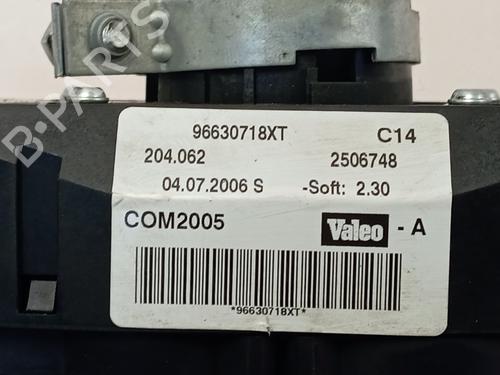 B-PARTS
96630718XT C14
204.062 2506748
04.07.2006 S -Soft: 2.30
COM2005 Valeo - A
*96630718XT*